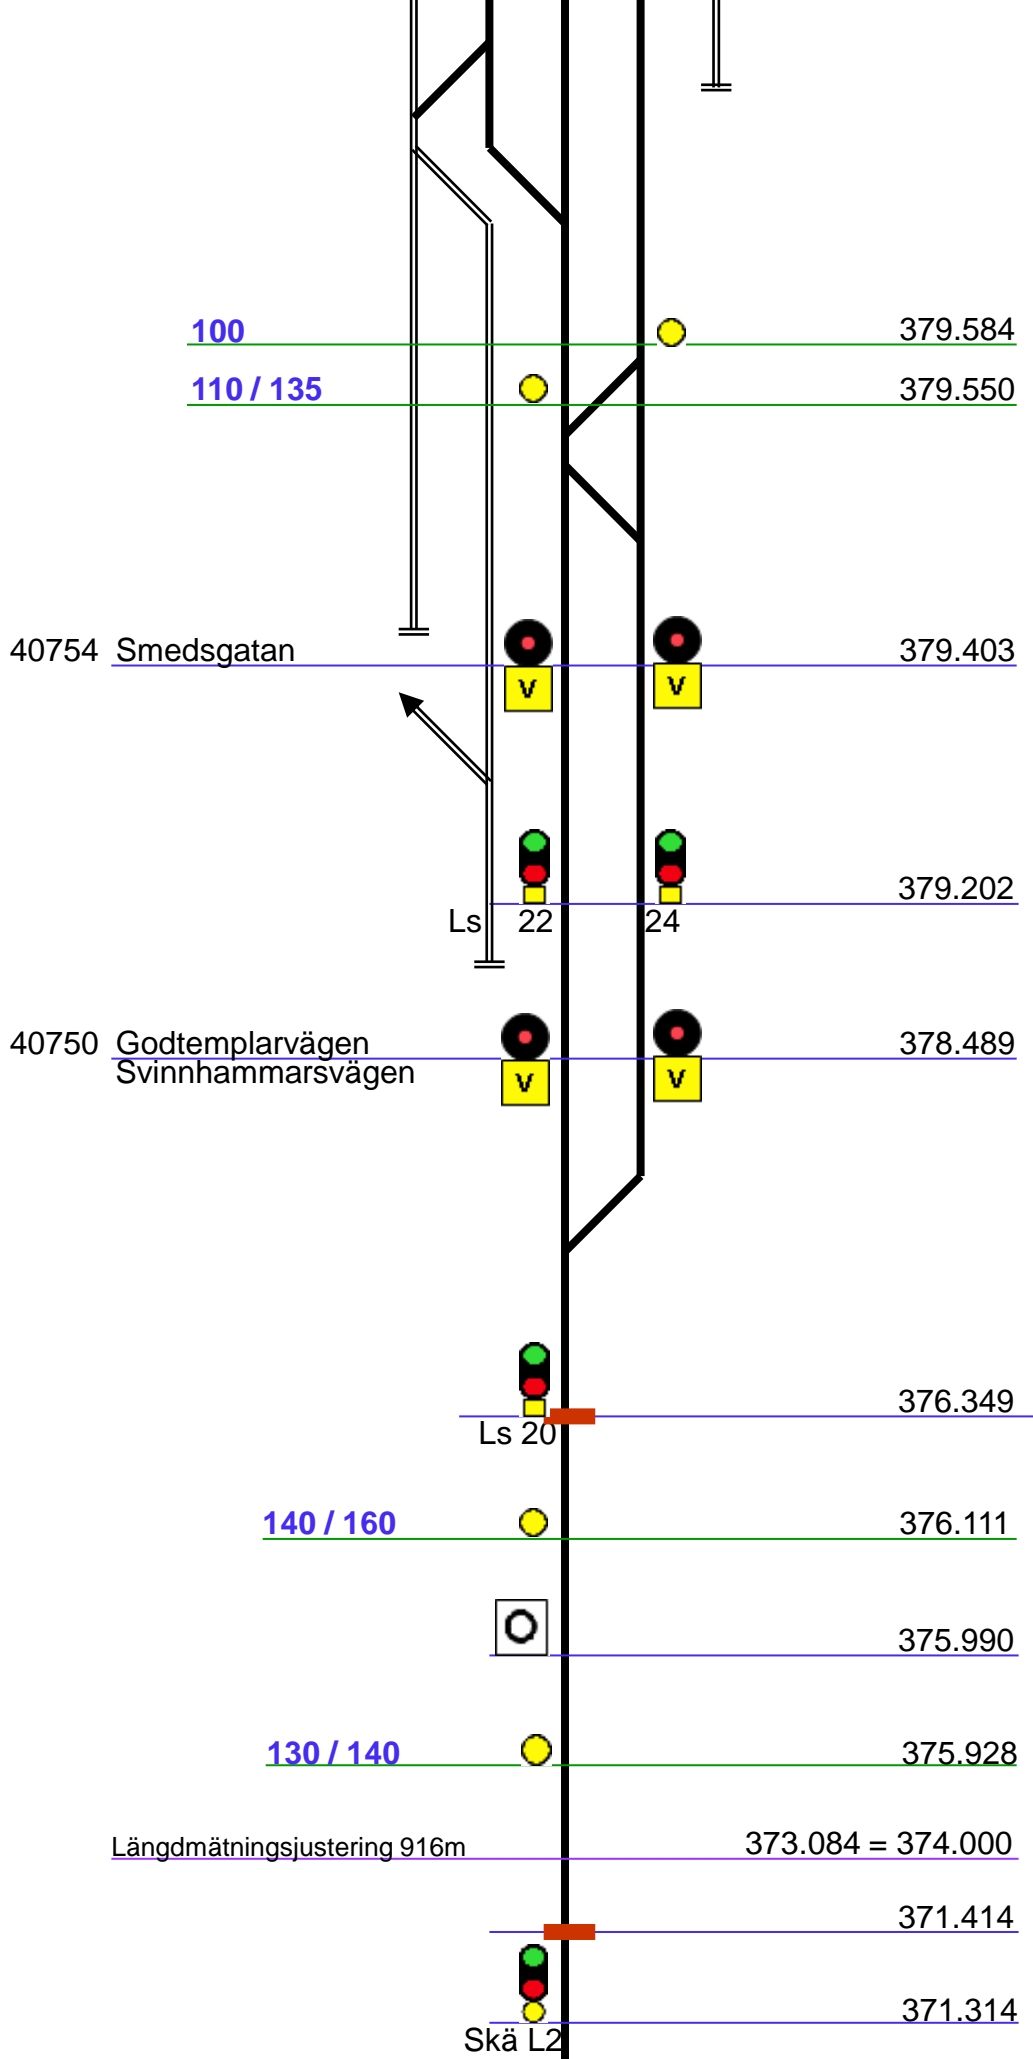 100 379.584
110 / 135 379.550
40754 Smedsgatan 379.403
V V
379.202
Ls 22 24
40750 Godtemplarvägen 378.489
Svinnhammarsvägen
V V
376.349
Ls 20
140 / 160 376.111
O
375.990
130 / 140 375.928
Längdmätningsjustering 916m 373.084 = 374.000
371.414
371.314
Skä L2